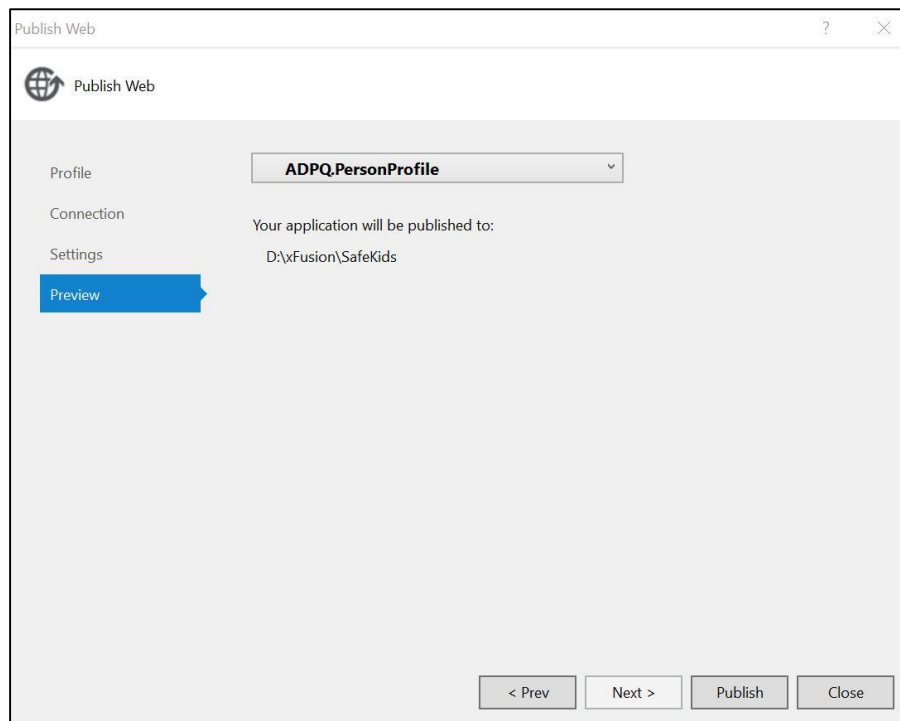 Publish Web
?
Publish Web
Profile
Connection
Settings
Preview
ADPQ.PersonProfile
Your application will be published to:
D:\xFusion\SafeKids
< Prev Next > Publish Close